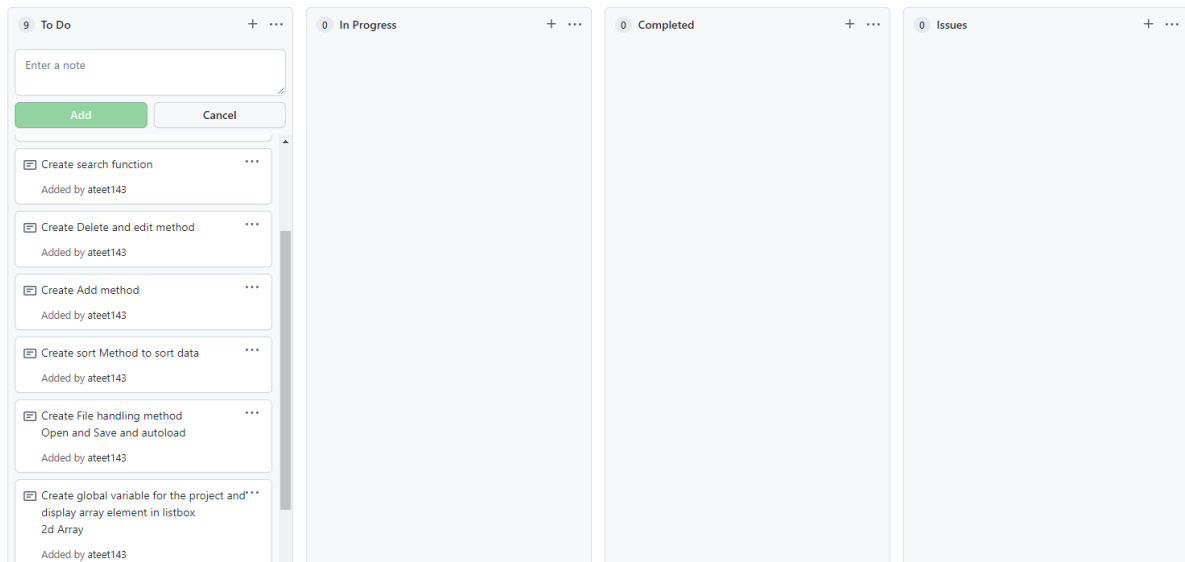 9 To Do
Enter a note
Add Cancel
Create search function
Added by ateet143
Create Delete and edit method
Added by ateet143
Create Add method
Added by ateet143
Create sort Method to sort data
Added by ateet143
Create File handling method
Open and Save and autoload
Added by ateet143
Create global variable for the project and
display array element in listbox
2d Array
Added by ateet143
0 In Progress
0 Completed
0 Issues